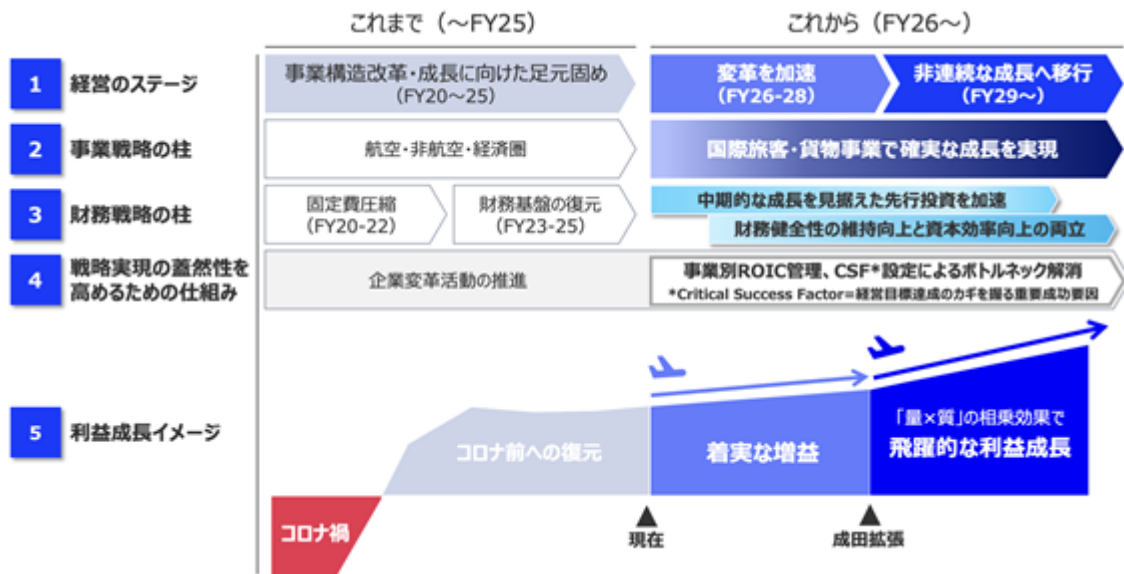 これまで（～FY25）
これから（FY26～）
1
経営のステージ
事業構造改革・成長に向けた足元固め
(FY20～25)
変革を加速
(FY26-28)
非連続な成長へ移行
(FY29～)
2
事業戦略の柱
航空・非航空・経済圏
国際旅客・貨物事業で確実な成長を実現
3
財務戦略の柱
固定費圧縮
(FY20-22)
財務基盤の復元
(FY23-25)
中期的な成長を見据えた先行投資を加速
財務健全性の維持向上と資本効率向上の両立
4
戦略実現の蓋然性を
高めるための仕組み
企業変革活動の推進
事業別ROIC管理、CSF*設定によるボトルネック解消
*Critical Success Factor=経営目標達成のカギを握る重要成功要因
5
利益成長イメージ
コロナ禍
コロナ前への復元
着実な増益
「量×質」の相乗効果で
飛躍的な利益成長
現在
成田拡張